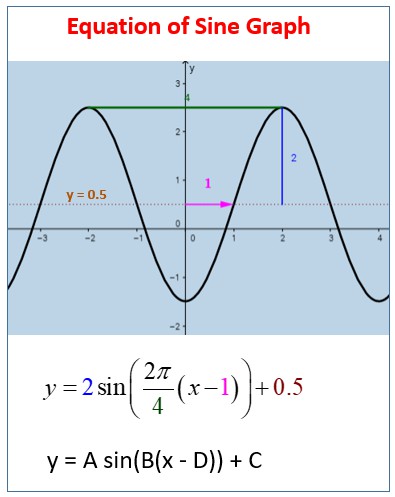 Equation of Sine Graph
y
3
4
2
2
1
1
y = 0.5
0
-3 -2 -1 0 1 2 3 4
-1
-2
y = 2 sin(2π/4 (x−1)) + 0.5
y = A sin(B(x - D)) + C